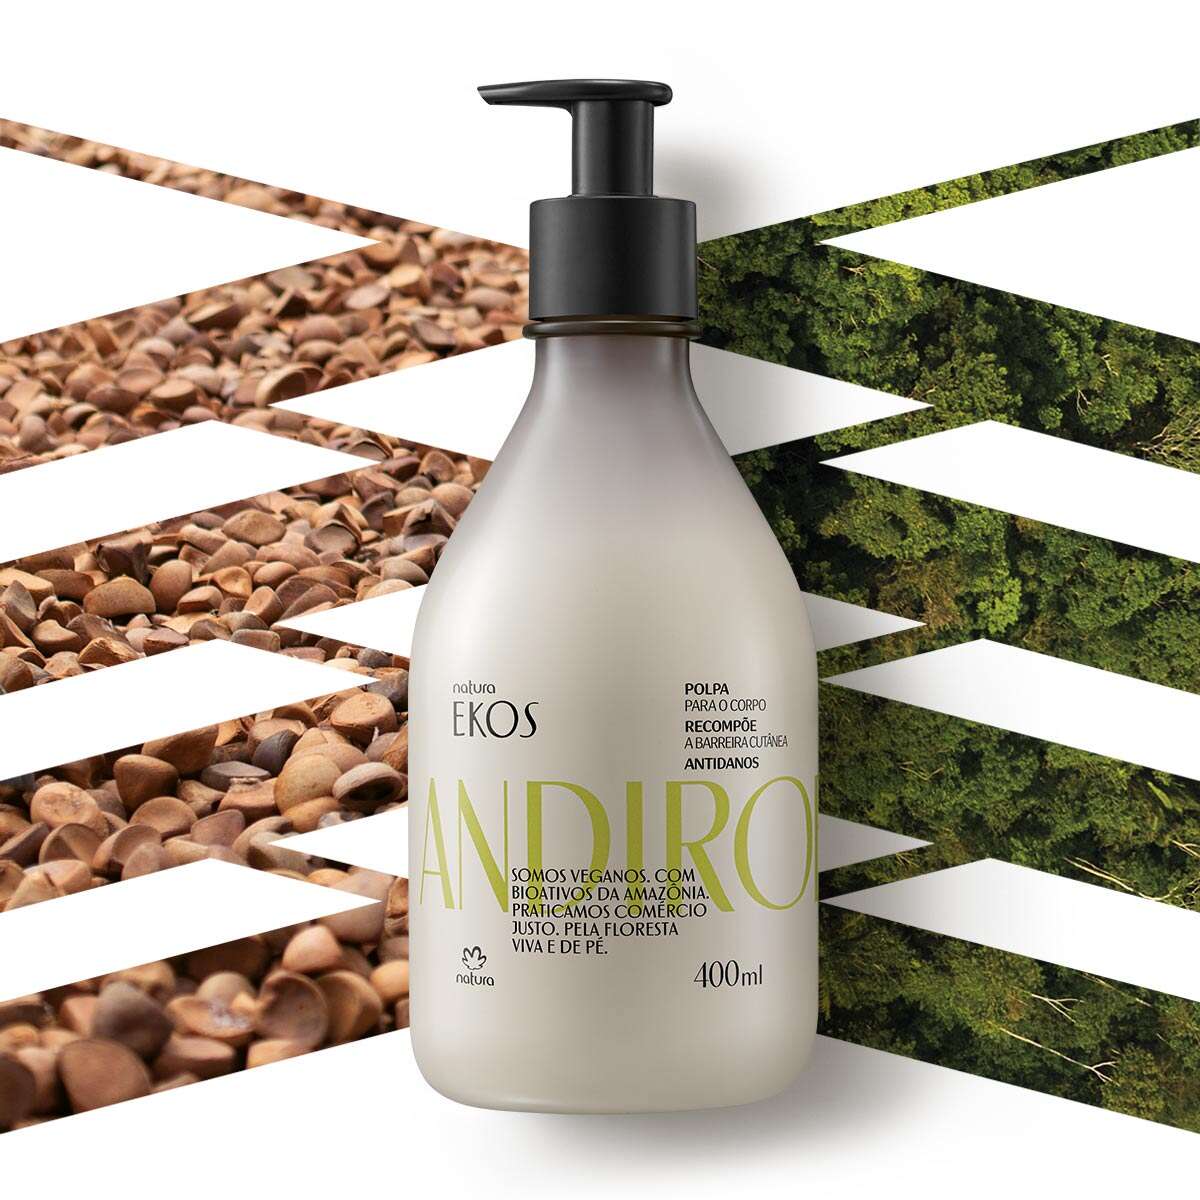 natura
EKOS
POLPA
PARA O CORPO
RECOMPÕE
A BARREIRA CUTÂNEA
ANTIDANOS
ANDIRO
SOMOS VEGANOS. COM
BIOATIVOS DA AMAZÔNIA.
PRATICAMOS COMÉRCIO
JUSTO. PELA FLORESTA
VIVA E DE PÉ.
natura
400ml